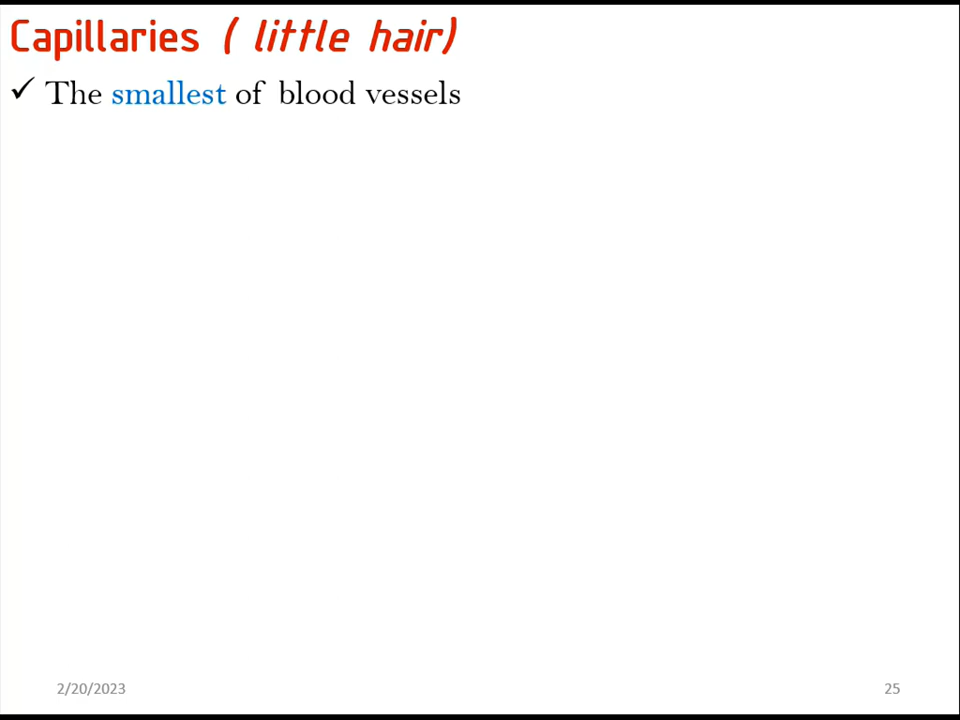 Capillaries ( little hair)
✓ The smallest of blood vessels
2/20/2023
25